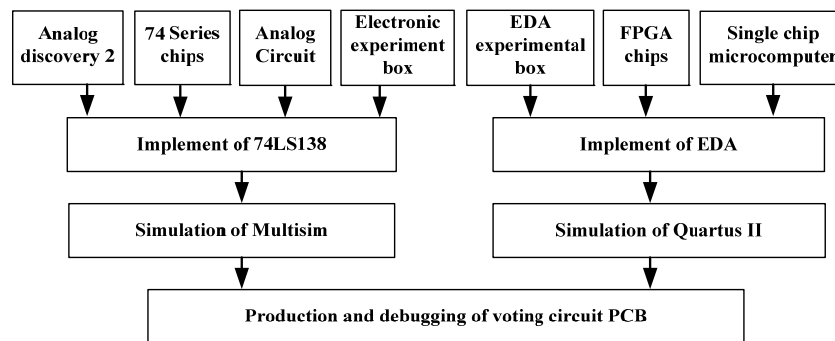 Analog
discovery 2
74 Series
chips
Analog
Circuit
Electronic
experiment
box
EDA
experimental
box
FPGA
chips
Single chip
microcomputer
Implement of 74LS138
Implement of EDA
Simulation of Multisim
Simulation of Quartus II
Production and debugging of voting circuit PCB